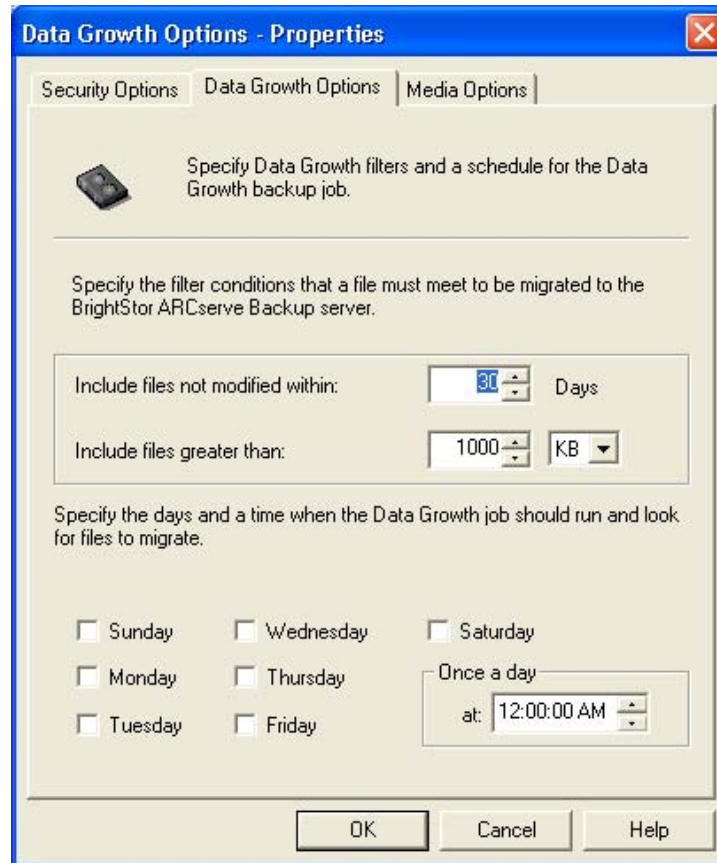 Data Growth Options - Properties
Security Options
Data Growth Options
Media Options
Specify Data Growth filters and a schedule for the Data
Growth backup job.
Specify the filter conditions that a file must meet to be migrated to the
BrightStor ARCserve Backup server.
Include files not modified within:
30
Days
Include files greater than:
1000
KB
Specify the days and a time when the Data Growth job should run and look
for files to migrate.
Sunday
Wednesday
Saturday
Monday
Thursday
Once a day
at: 12:00:00 AM
Tuesday
Friday
OK
Cancel
Help